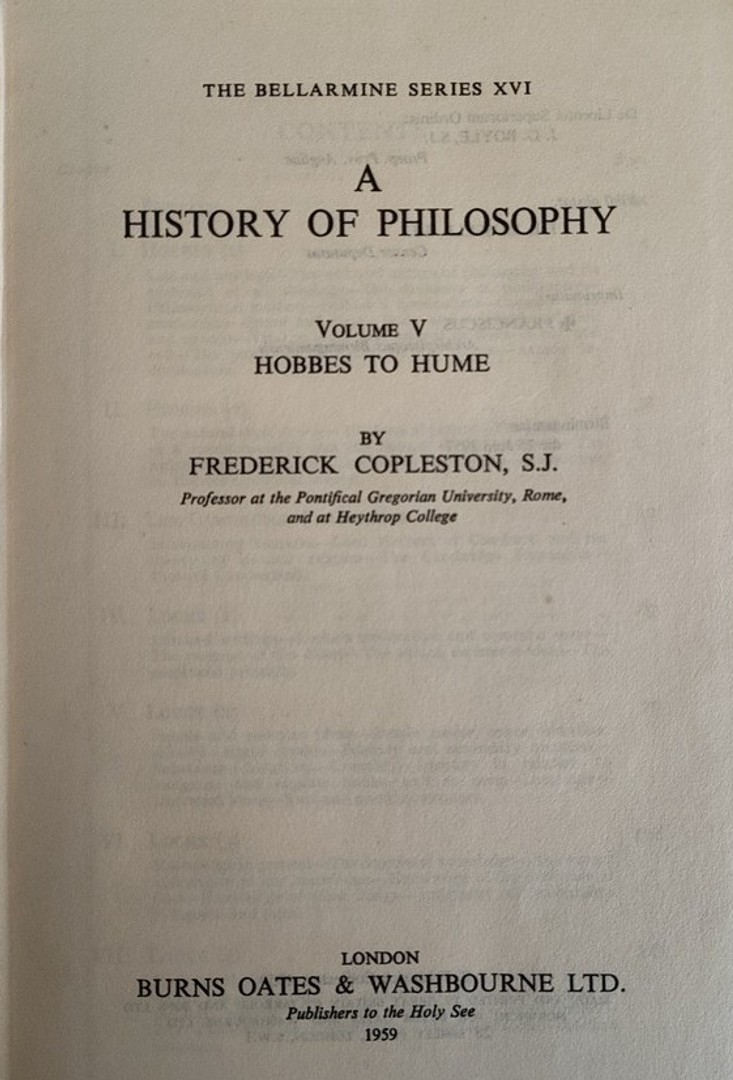 THE BELLARMINE SERIES XVI
A
HISTORY OF PHILOSOPHY
VOLUME V
HOBBES TO HUME
BY
FREDERICK COPLESTON, S.J.
Professor at the Pontifical Gregorian University, Rome,
and at Heythrop College
LONDON
BURNS OATES & WASHBOURNE LTD.
Publishers to the Holy See
1959